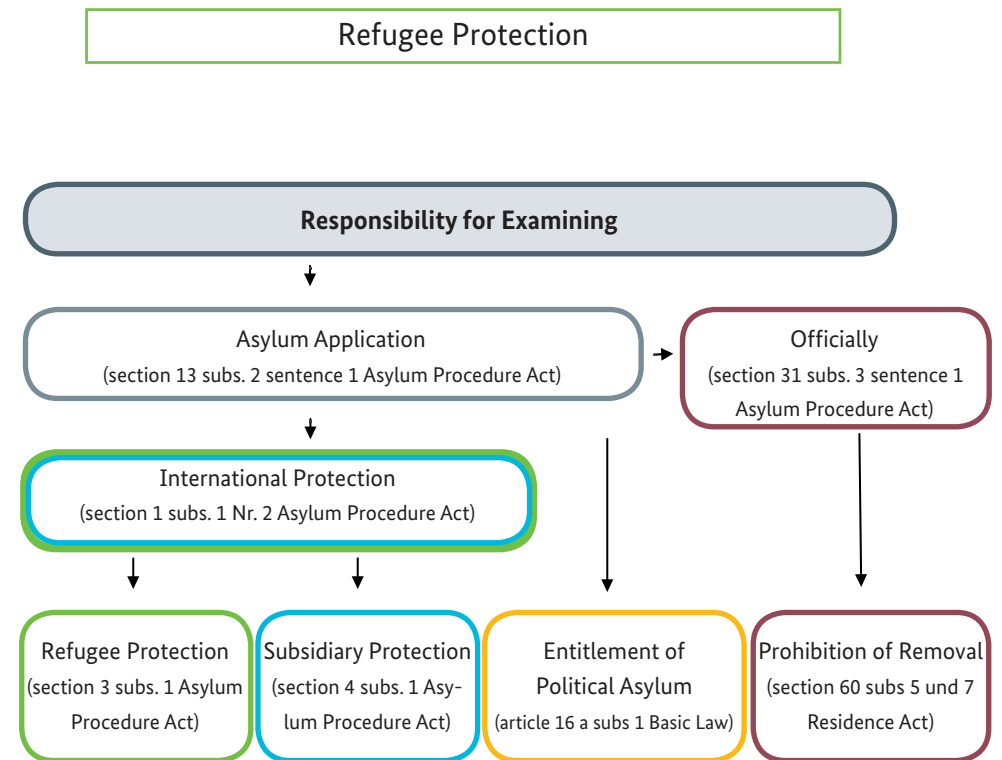 Refugee Protection
Responsibility for Examining
Asylum Application
(section 13 subs. 2 sentence 1 Asylum Procedure Act)
Officially
(section 31 subs. 3 sentence 1
Asylum Procedure Act)
International Protection
(section 1 subs. 1 Nr. 2 Asylum Procedure Act)
Refugee Protection
(section 3 subs. 1 Asylum
Procedure Act)
Subsidiary Protection
(section 4 subs. 1 Asy-
lum Procedure Act)
Entitlement of
Political Asylum
(article 16 a subs 1 Basic Law)
Prohibition of Removal
(section 60 subs 5 und 7
Residence Act)